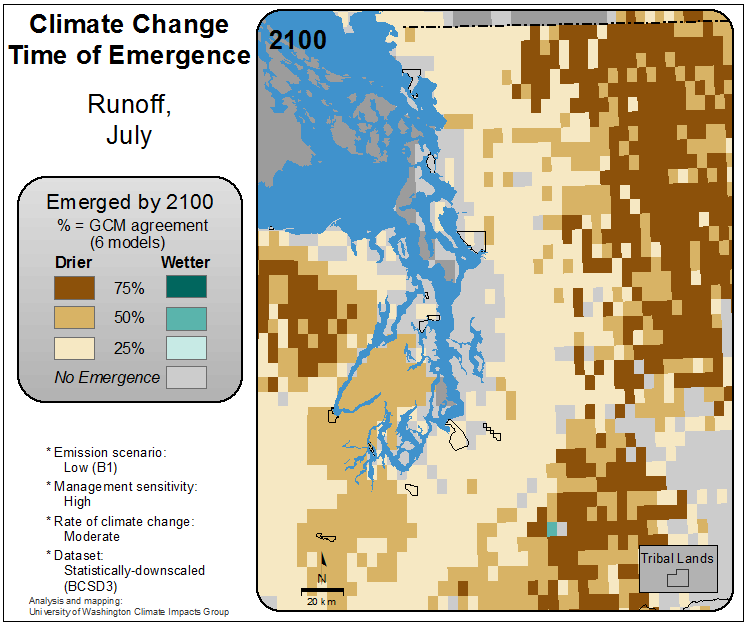 Climate Change
Time of Emergence
Runoff,
July
Emerged by 2100
% = GCM agreement
(6 models)
Drier Wetter
75%
50%
25%
No Emergence
* Emission scenario:
Low (B1)
* Management sensitivity:
High
* Rate of climate change:
Moderate
* Dataset:
Statistically-downscaled
(BCSD3)
Analysis and mapping:
University of Washington Climate Impacts Group
2100
N
20 km
Tribal Lands